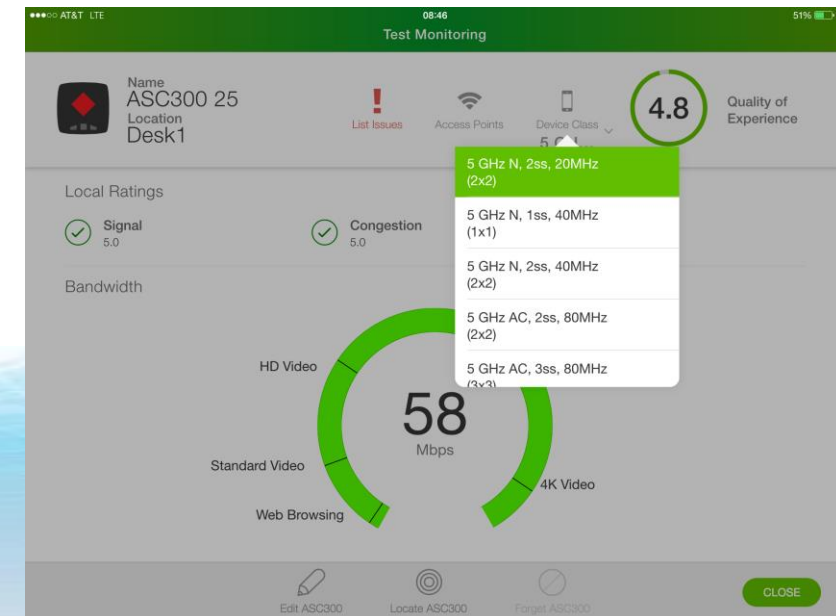 AT&T LTE
08:46
51%
Test Monitoring
Name
ASC300 25
Location
Desk1
List Issues
Access Points
Device Class
5 GH...
4.8
Quality of
Experience
5 GHz N, 2ss, 20MHz
(2x2)
5 GHz N, 1ss, 40MHz
(1x1)
5 GHz N, 2ss, 40MHz
(2x2)
5 GHz AC, 2ss, 80MHz
(2x2)
5 GHz AC, 3ss, 80MHz
(3x3)
Local Ratings
Signal
5.0
Congestion
5.0
Bandwidth
HD Video
58
Mbps
Standard Video
4K Video
Web Browsing
Edit ASC300
Locate ASC300
Forget ASC300
CLOSE